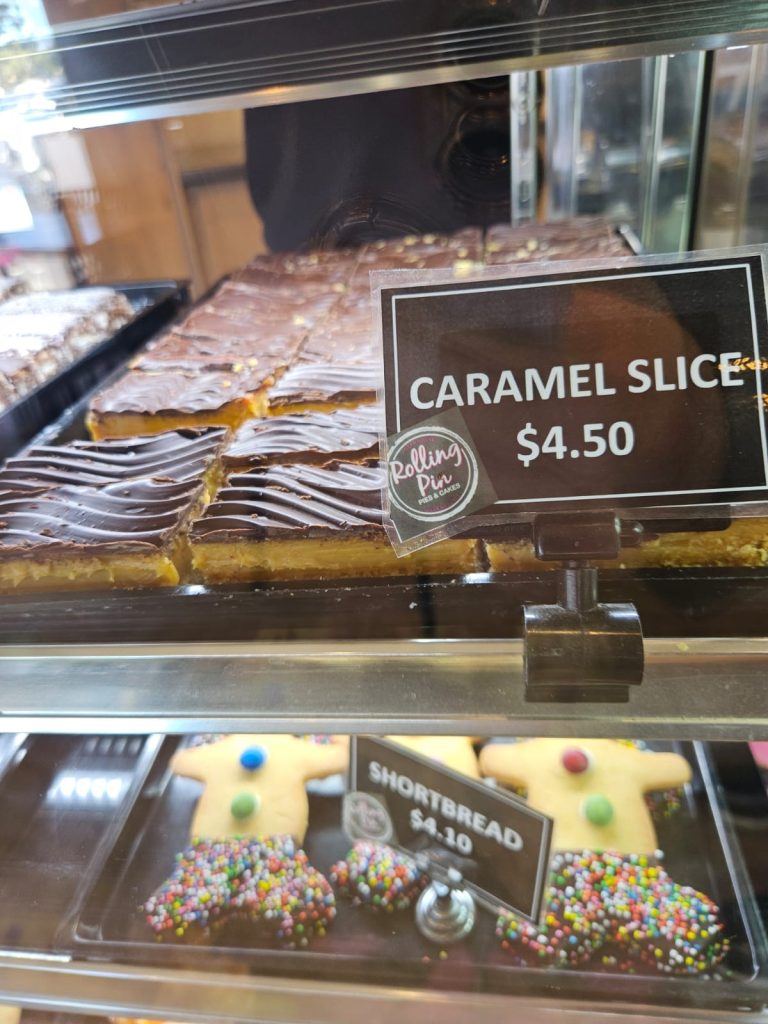 CARAMEL SLICE
$4.50
Rolling
Pin
PIES & CAKES
SHORTBREAD
$4.10